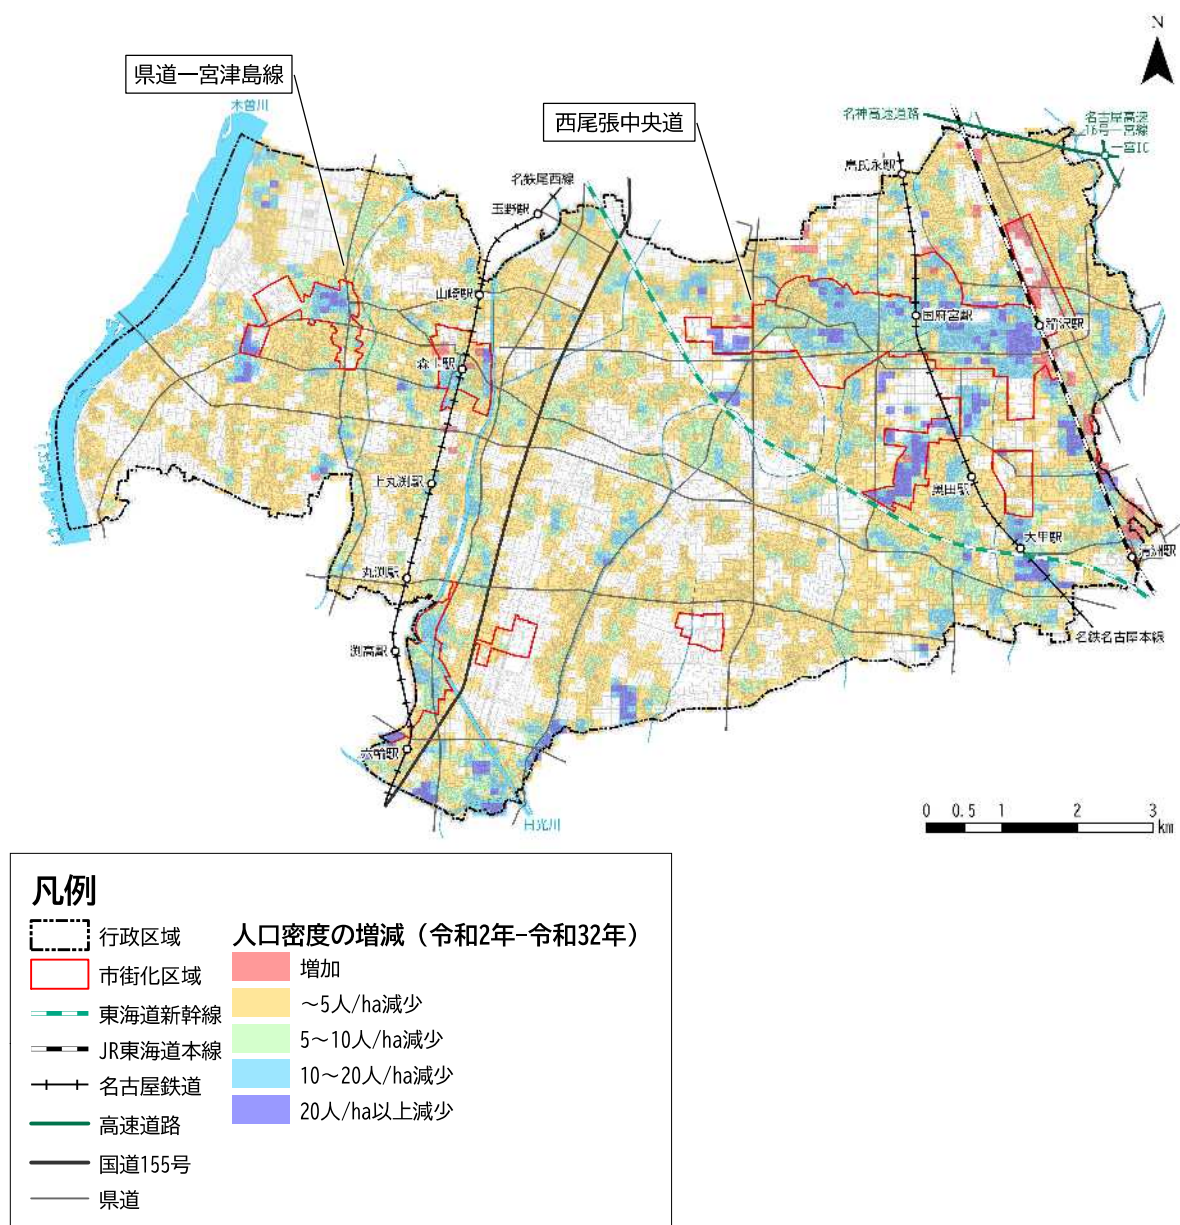 N
県道一宮津島線
木曽川
西尾張中央道
名神高速道路
名古屋高速
16号一宮線
一宮IC
島氏永駅
名鉄尾西線
玉野駅
山崎駅
国府宮駅
稲沢駅
森上駅
上丸渕駅
奥田駅
大里駅
清洲駅
丸渕駅
渕高駅
名鉄名古屋本線
六輪駅
日光川
0 0.5 1 2 3
km
凡例
行政区域
市街化区域
東海道新幹線
JR東海道本線
名古屋鉄道
高速道路
国道155号
県道
人口密度の増減（令和2年-令和32年）
増加
～5人/ha減少
5～10人/ha減少
10～20人/ha減少
20人/ha以上減少